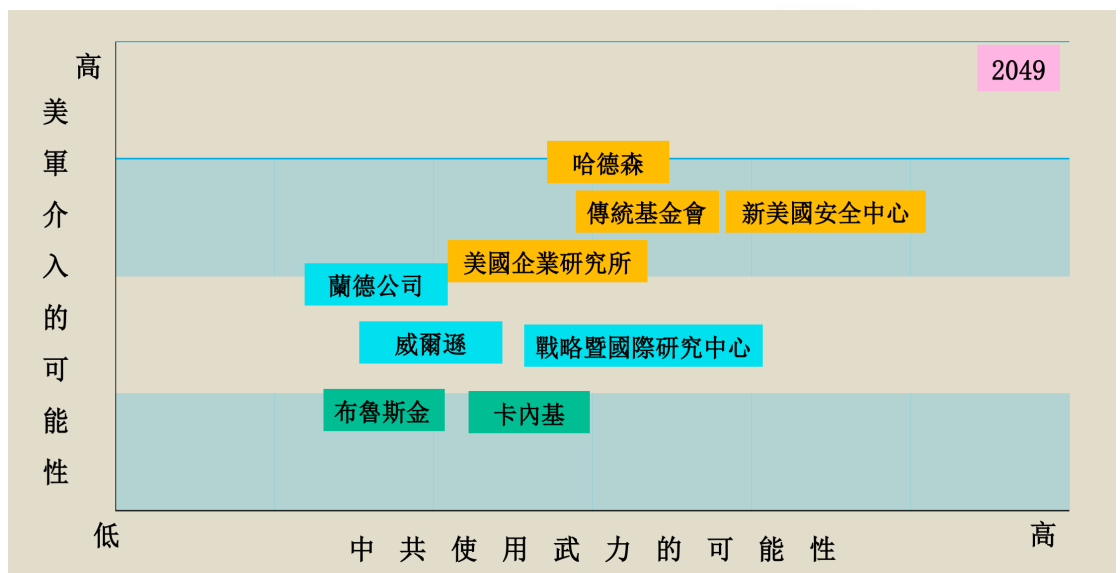 高
美軍介入的可能性
2049
哈德森
傳統基金會
新美國安全中心
美國企業研究所
蘭德公司
威爾遜
戰略暨國際研究中心
布魯斯金
卡內基
低
中共使用武力的可能性
高